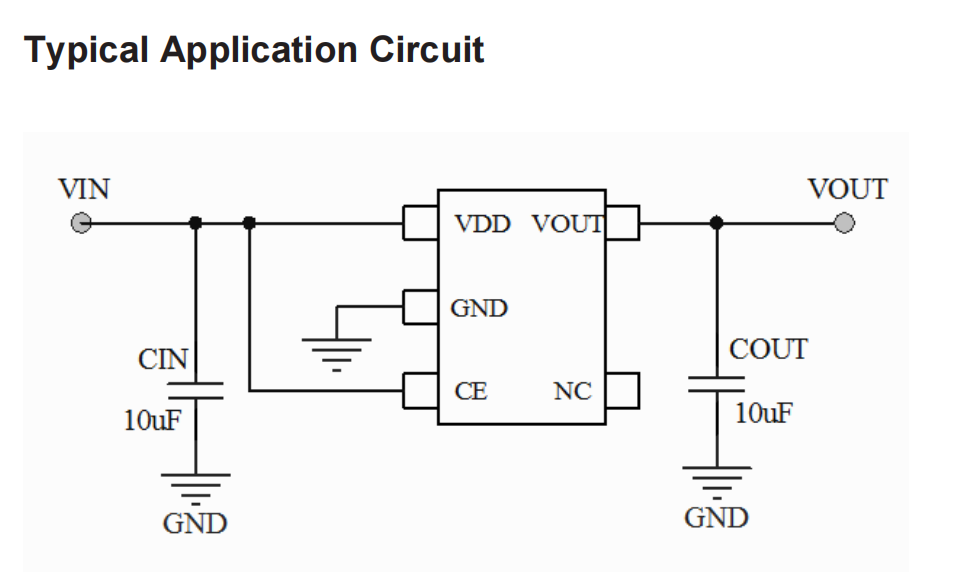 Typical Application Circuit
VIN
VOUT
VDD VOUT
GND
CE NC
CIN
10uF
GND
COUT
10uF
GND